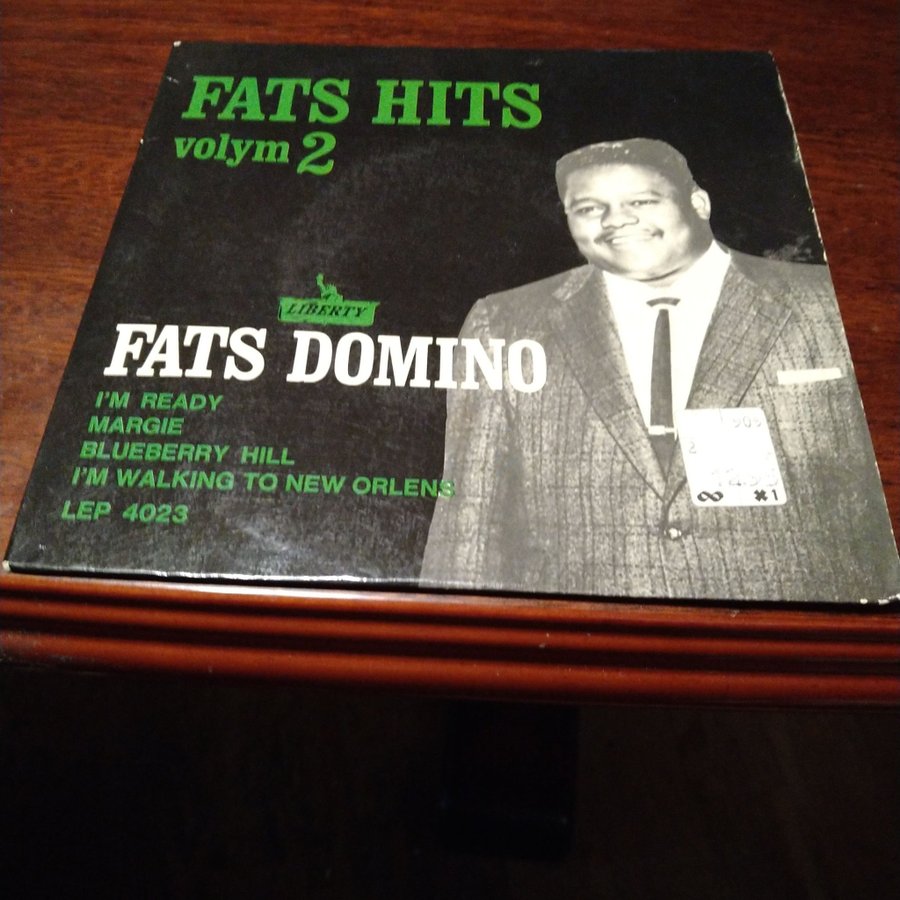 FATS HITS
volym 2
LIBERTY
FATS DOMINO
I'M READY
MARGIE
BLUEBERRY HILL
I'M WALKING TO NEW ORLENS
LEP 4023